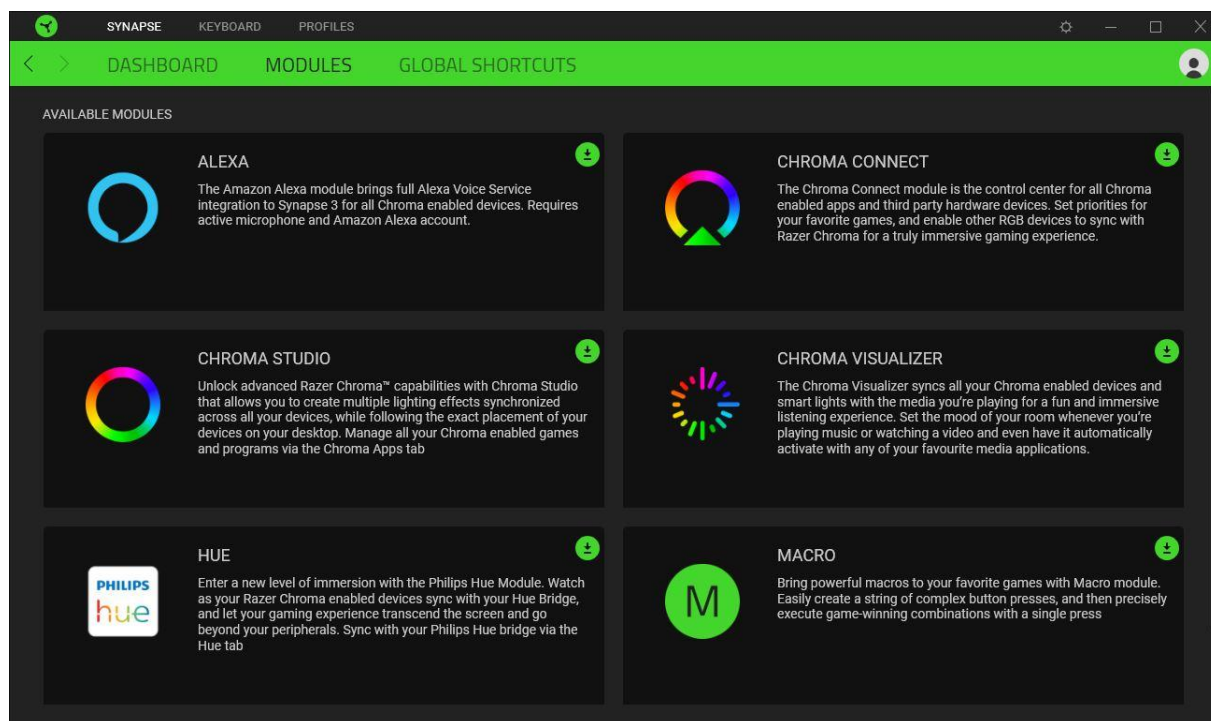 SYNAPSE KEYBOARD PROFILES
DASHBOARD MODULES GLOBAL SHORTCUTS
AVAILABLE MODULES
ALEXA
The Amazon Alexa module brings full Alexa Voice Service
integration to Synapse 3 for all Chroma enabled devices. Requires
active microphone and Amazon Alexa account.
CHROMA CONNECT
The Chroma Connect module is the control center for all Chroma
enabled apps and third party hardware devices. Set priorities for
your favorite games, and enable other RGB devices to sync with
Razer Chroma for a truly immersive gaming experience.
CHROMA STUDIO
Unlock advanced Razer Chroma™ capabilities with Chroma Studio
that allows you to create multiple lighting effects synchronized
across all your devices, while following the exact placement of your
devices on your desktop. Manage all your Chroma enabled games
and programs via the Chroma Apps tab
CHROMA VISUALIZER
The Chroma Visualizer syncs all your Chroma enabled devices and
smart lights with the media you're playing for a fun and immersive
listening experience. Set the mood of your room whenever you're
playing music or watching a video and even have it automatically
activate with any of your favourite media applications.
PHILIPS
hue
HUE
Enter a new level of immersion with the Philips Hue Module. Watch
as your Razer Chroma enabled devices sync with your Hue Bridge,
and let your gaming experience transcend the screen and go
beyond your peripherals. Sync with your Philips Hue bridge via the
Hue tab
M
MACRO
Bring powerful macros to your favorite games with Macro module.
Easily create a string of complex button presses, and then precisely
execute game-winning combinations with a single press